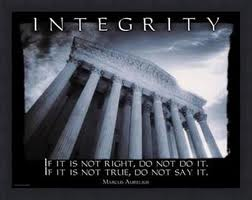 INTEGRITY
IF IT IS NOT RIGHT, DO NOT DO IT.
IF IT IS NOT TRUE, DO NOT SAY IT.
MARCUS AURELIUS